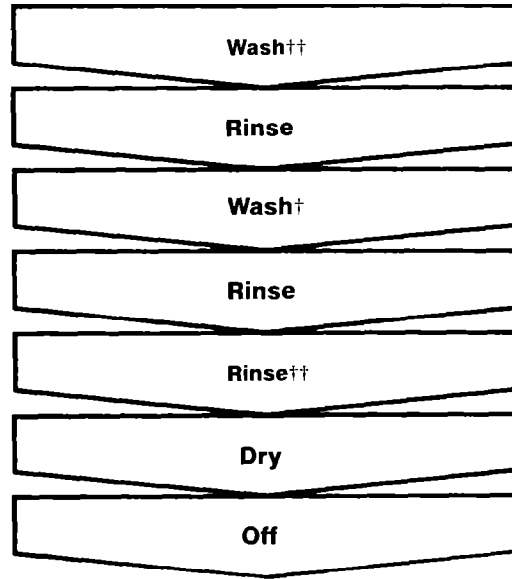 Wash††
Rinse
Wash†
Rinse
Rinse††
Dry
Off